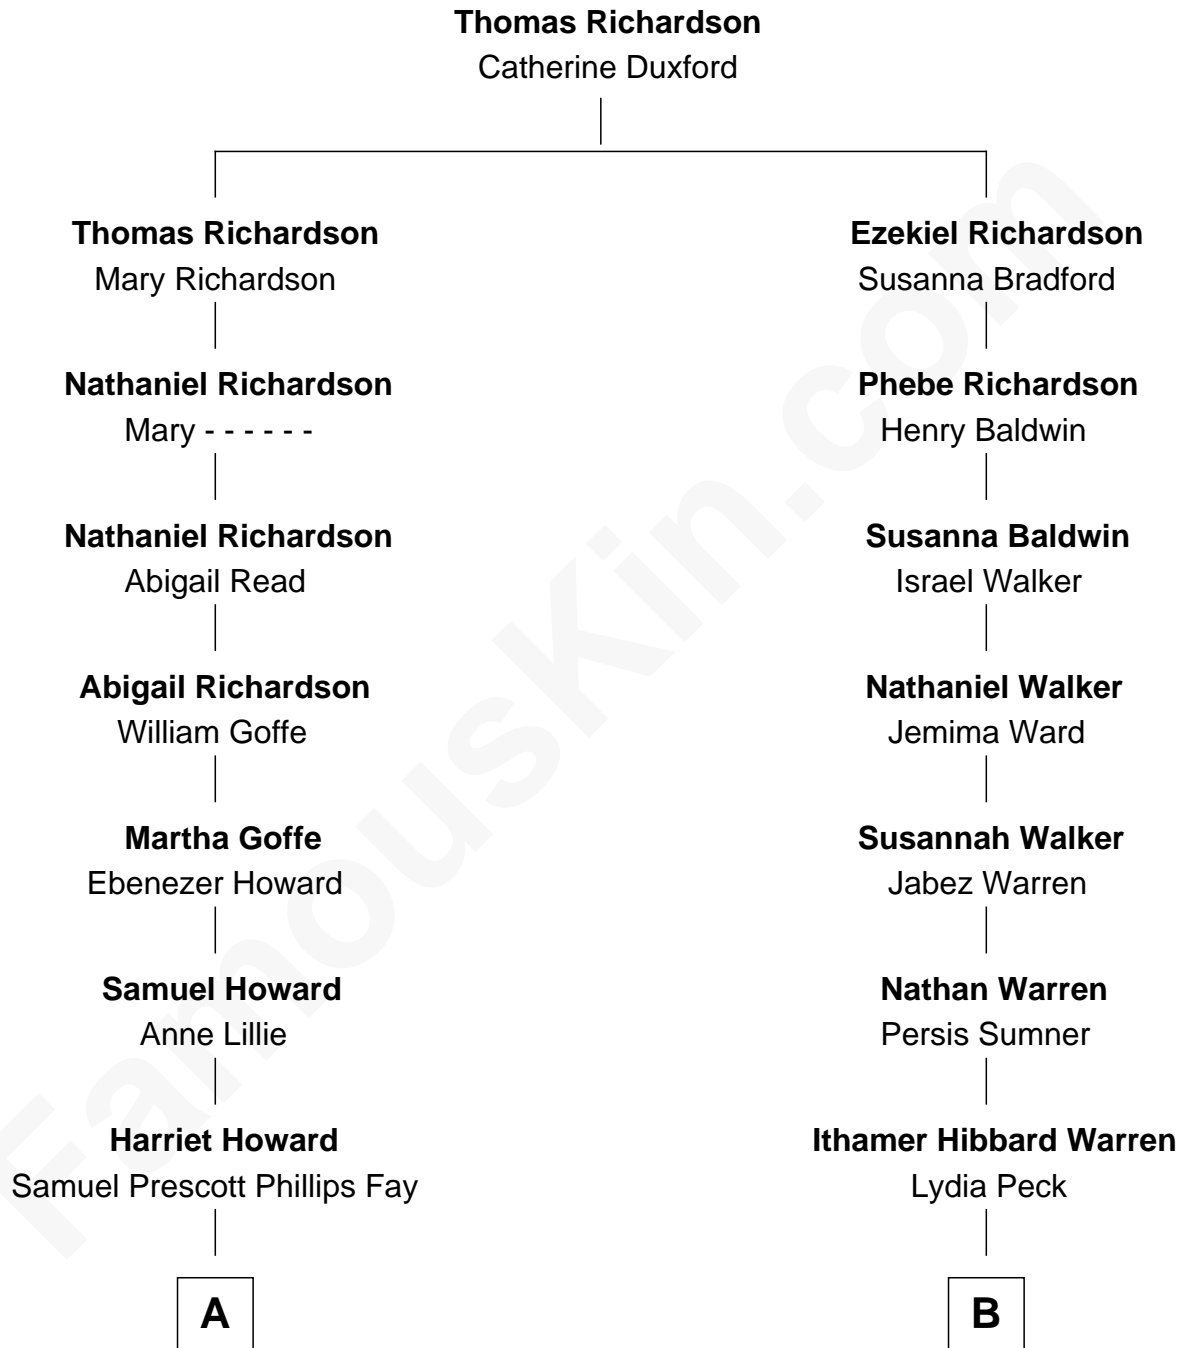 Thomas Richardson
Catherine Duxford
Thomas Richardson
Mary Richardson
Nathaniel Richardson
Mary - - - - - -
Nathaniel Richardson
Abigail Read
Abigail Richardson
William Goffe
Martha Goffe
Ebenezer Howard
Samuel Howard
Anne Lillie
Harriet Howard
Samuel Prescott Phillips Fay
A
Ezekiel Richardson
Susanna Bradford
Phebe Richardson
Henry Baldwin
Susanna Baldwin
Israel Walker
Nathaniel Walker
Jemima Ward
Susannah Walker
Jabez Warren
Nathan Warren
Persis Sumner
Ithamer Hibbard Warren
Lydia Peck
B
FamousKin.com